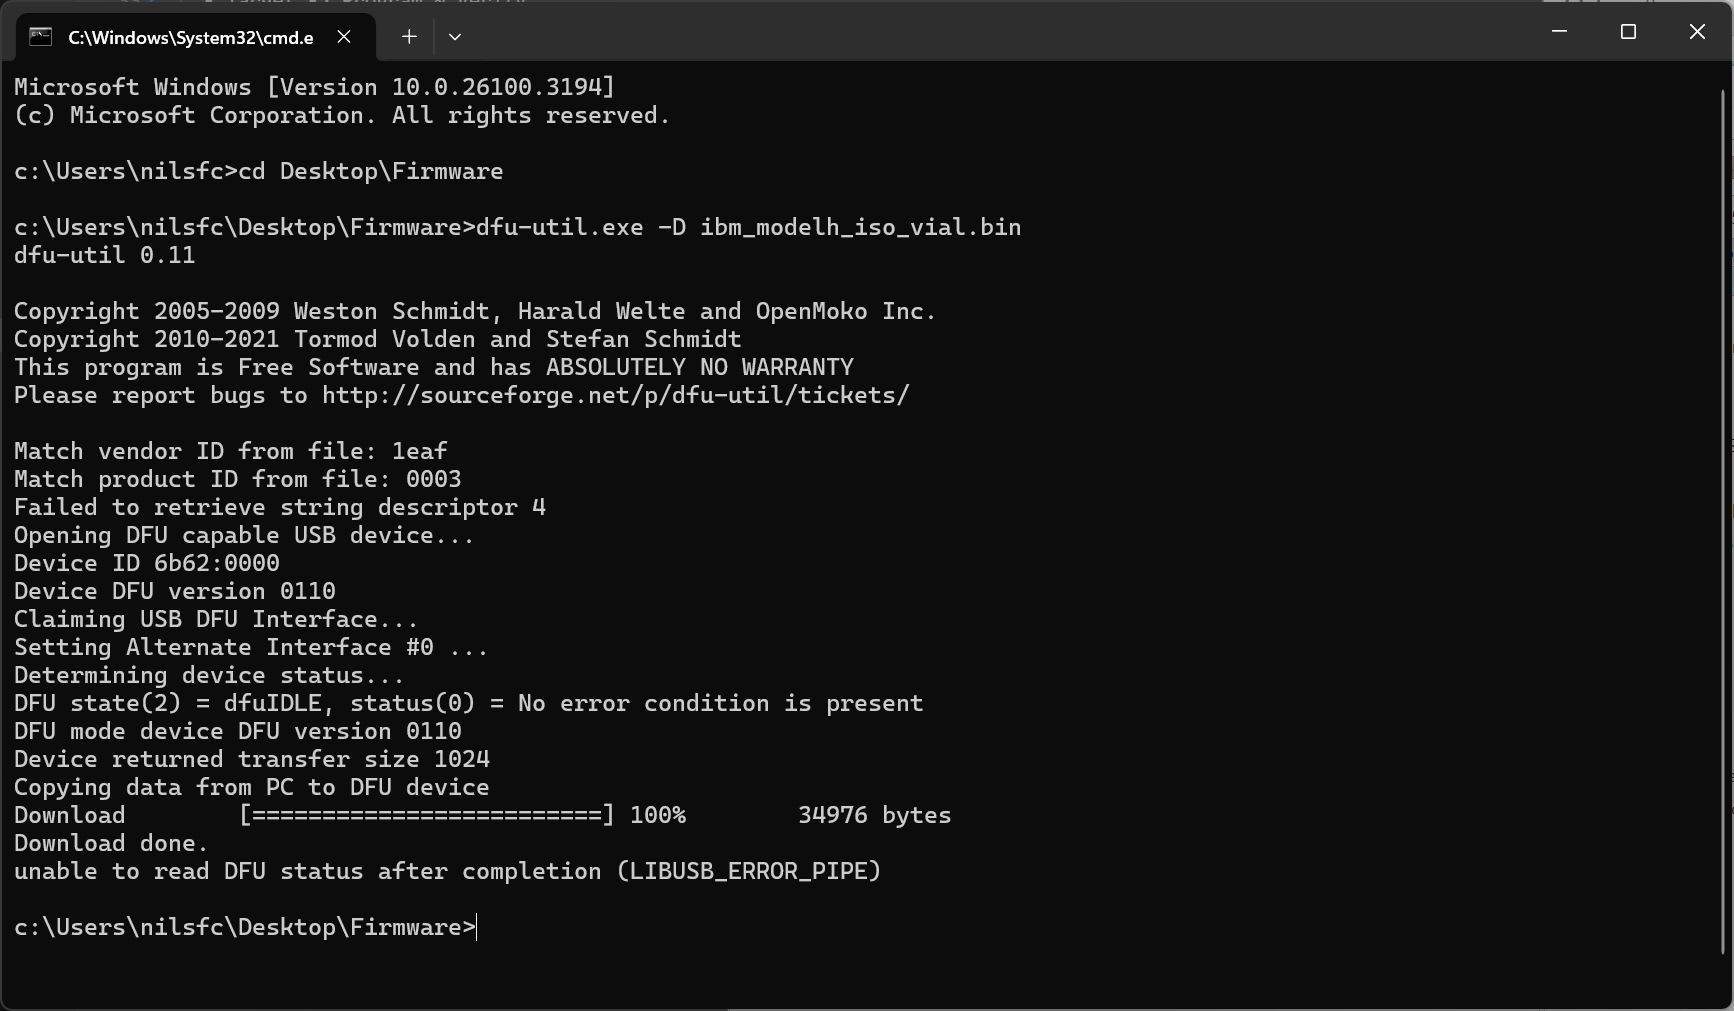 C:\Windows\System32\cmd.e
Microsoft Windows [Version 10.0.26100.3194]
(c) Microsoft Corporation. All rights reserved.
c:\Users\nilsfc>cd Desktop\Firmware
c:\Users\nilsfc\Desktop\Firmware>dfu-util.exe -D ibm_modelh_iso_vial.bin
dfu-util 0.11
Copyright 2005-2009 Weston Schmidt, Harald Welte and OpenMoko Inc.
Copyright 2010-2021 Tormod Volden and Stefan Schmidt
This program is Free Software and has ABSOLUTELY NO WARRANTY
Please report bugs to http://sourceforge.net/p/dfu-util/tickets/
Match vendor ID from file: 1eaf
Match product ID from file: 0003
Failed to retrieve string descriptor 4
Opening DFU capable USB device...
Device ID 6b62:0000
Device DFU version 0110
Claiming USB DFU Interface...
Setting Alternate Interface #0 ...
Determining device status...
DFU state(2) = dfuIDLE, status(0) = No error condition is present
DFU mode device DFU version 0110
Device returned transfer size 1024
Copying data from PC to DFU device
Download        [=========================] 100%        34976 bytes
Download done.
unable to read DFU status after completion (LIBUSB_ERROR_PIPE)
c:\Users\nilsfc\Desktop\Firmware>